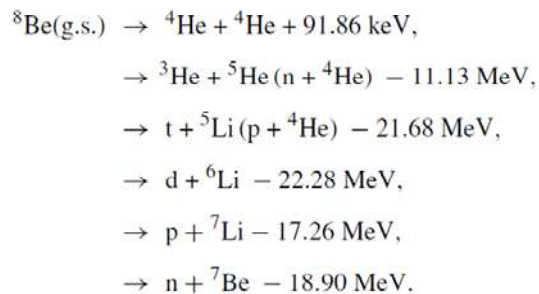 ⁸Be(g.s.) → ⁴He + ⁴He + 91.86 keV,
→ ³He + ⁵He (n + ⁴He) − 11.13 MeV,
→ t + ⁵Li (p + ⁴He) − 21.68 MeV,
→ d + ⁶Li − 22.28 MeV,
→ p + ⁷Li − 17.26 MeV,
→ n + ⁷Be − 18.90 MeV.